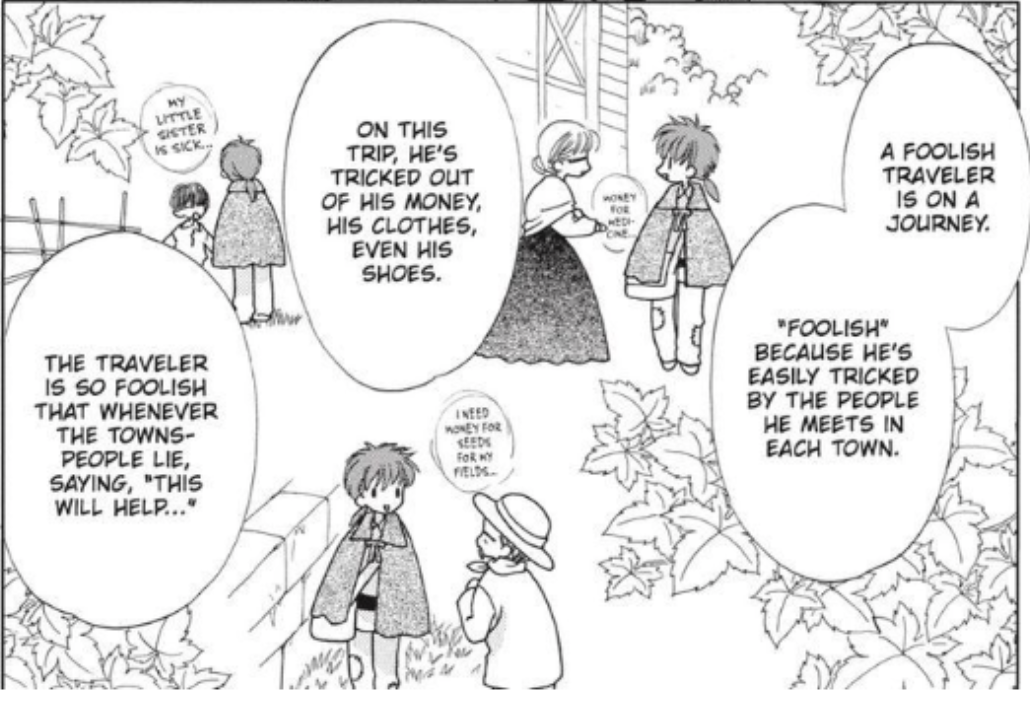 A FOOLISH
TRAVELER
IS ON A
JOURNEY.
"FOOLISH"
BECAUSE HE'S
EASILY TRICKED
BY THE PEOPLE
HE MEETS IN
EACH TOWN.
MONEY
FOR
MEDI-
CINE...
ON THIS
TRIP, HE'S
TRICKED OUT
OF HIS MONEY,
HIS CLOTHES,
EVEN HIS
SHOES.
MY
LITTLE
SISTER
IS SICK...
I NEED
MONEY FOR
SEEDS
FOR MY
FIELDS...
THE TRAVELER
IS SO FOOLISH
THAT WHENEVER
THE TOWNS-
PEOPLE LIE,
SAYING, "THIS
WILL HELP..."